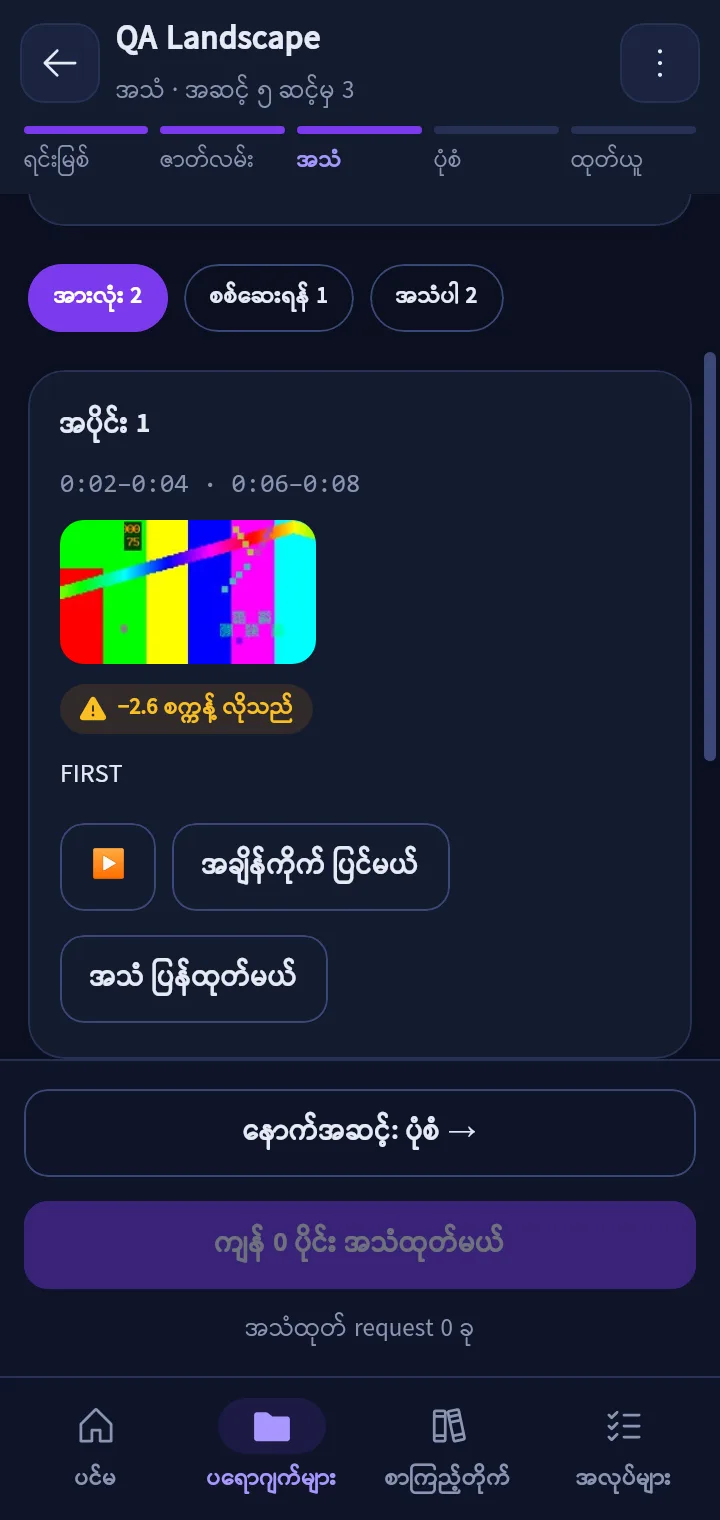 QA Landscape
အသံ · အဆင့် ၅ ဆင့်မှ 3
ရင်းမြစ်
ဇာတ်လမ်း
အသံ
ပုံစံ
ထုတ်ယူ
အားလုံး 2
စစ်ဆေးရန် 1
အသံပါ 2
အပိုင်း 1
0:02–0:04 · 0:06–0:08
75
−2.6 စက္ကန့် လိုသည်
FIRST
အချိန်ကိုက် ပြင်မယ်
အသံ ပြန်ထုတ်မယ်
နောက်အဆင့်: ပုံစံ →
ကျန် 0 ပိုင်း အသံထုတ်မယ်
အသံထုတ် request 0 ခု
ပင်မ
ပရောဂျက်များ
စာကြည့်တိုက်
အလုပ်များ